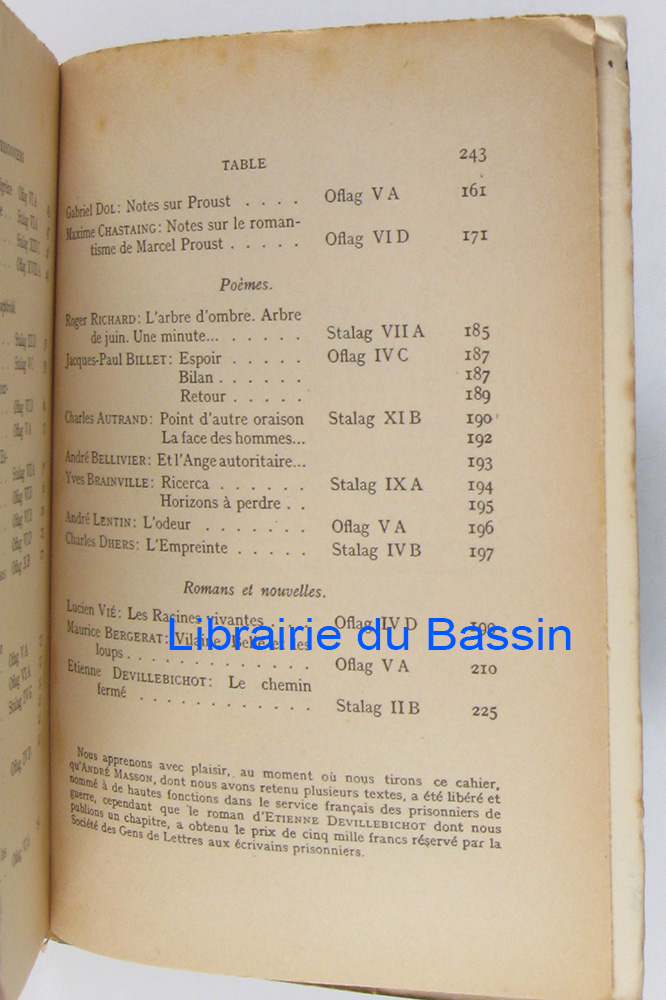 TABLE 243
Gabriel DOL: Notes sur Proust . . . . Oflag V A 161
Maxime CHASTAING: Notes sur le roman-
tisme de Marcel Proust . . . . . Oflag VI D 171
Poèmes.
Roger RICHARD: L'arbre d'ombre. Arbre
de juin. Une minute... . . . . . Stalag VII A 185
Jacques-Paul BILLET: Espoir . . . . . Oflag IV C 187
Bilan . . . . . . 187
Retour . . . . . 189
Charles AUTRAND: Point d'autre oraison Stalag XI B 190
La face des hommes... 192
André BELLIVIER: Et l'Ange autoritaire... 193
Yves BRAINVILLE: Ricerca . . . . . . Stalag IX A 194
Horizons à perdre . . 195
André LENTIN: L'odeur . . . . . . . Oflag V A 196
Charles DHERS: L'Empreinte . . . . . Stalag IV B 197
Romans et nouvelles.
Lucien VIÉ: Les Racines vivantes . . . Oflag IV D 199
Librairie du Bassin
Maurice BERGERAT: Vilaine, Belle et les
loups . . . . . . . . . . . . Oflag V A 210
Etienne DEVILLEBICHOT: Le chemin
fermé . . . . . . . . . . . . Stalag II B 225
Nous apprenons avec plaisir, au moment où nous tirons ce cahier,
qu'ANDRÉ MASSON, dont nous avons retenu plusieurs textes, a été libéré et
nommé à de hautes fonctions dans le service français des prisonniers de
guerre, cependant que le roman d'ETIENNE DEVILLEBICHOT dont nous
publions un chapitre, a obtenu le prix de cinq mille francs réservé par la
Société des Gens de Lettres aux écrivains prisonniers.